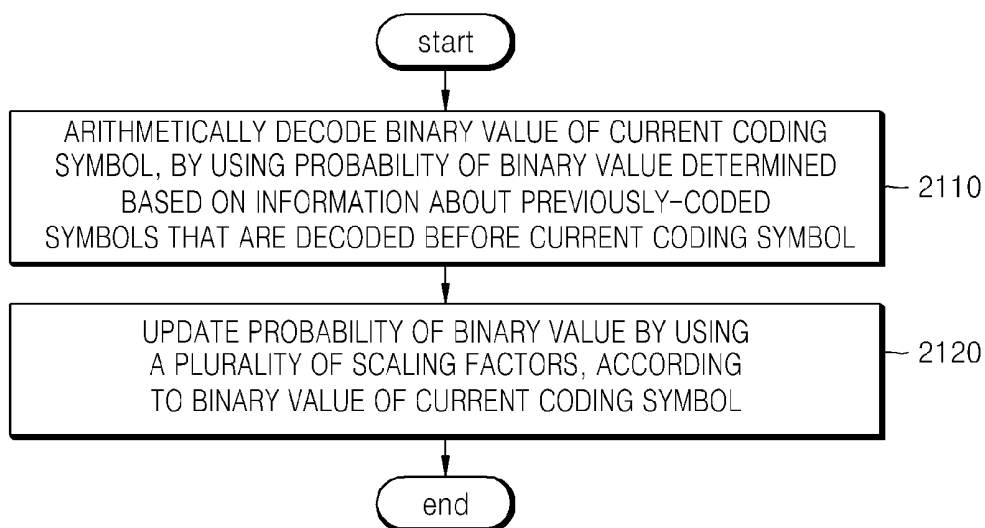 start
ARITHMETICALLY DECODE BINARY VALUE OF CURRENT CODING
SYMBOL, BY USING PROBABILITY OF BINARY VALUE DETERMINED
BASED ON INFORMATION ABOUT PREVIOUSLY-CODED
SYMBOLS THAT ARE DECODED BEFORE CURRENT CODING SYMBOL
2110
UPDATE PROBABILITY OF BINARY VALUE BY USING
A PLURALITY OF SCALING FACTORS, ACCORDING
TO BINARY VALUE OF CURRENT CODING SYMBOL
2120
end